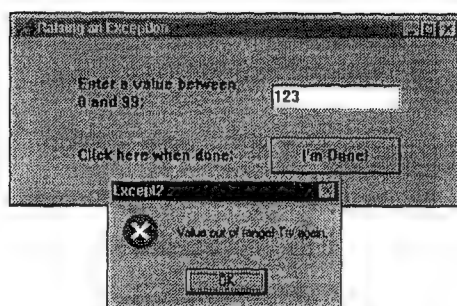 Raising an Exception
Enter a value between
0 and 99:
123
Click here when done:
I'm Done!
Except2
Value out of range! Try again.
OK